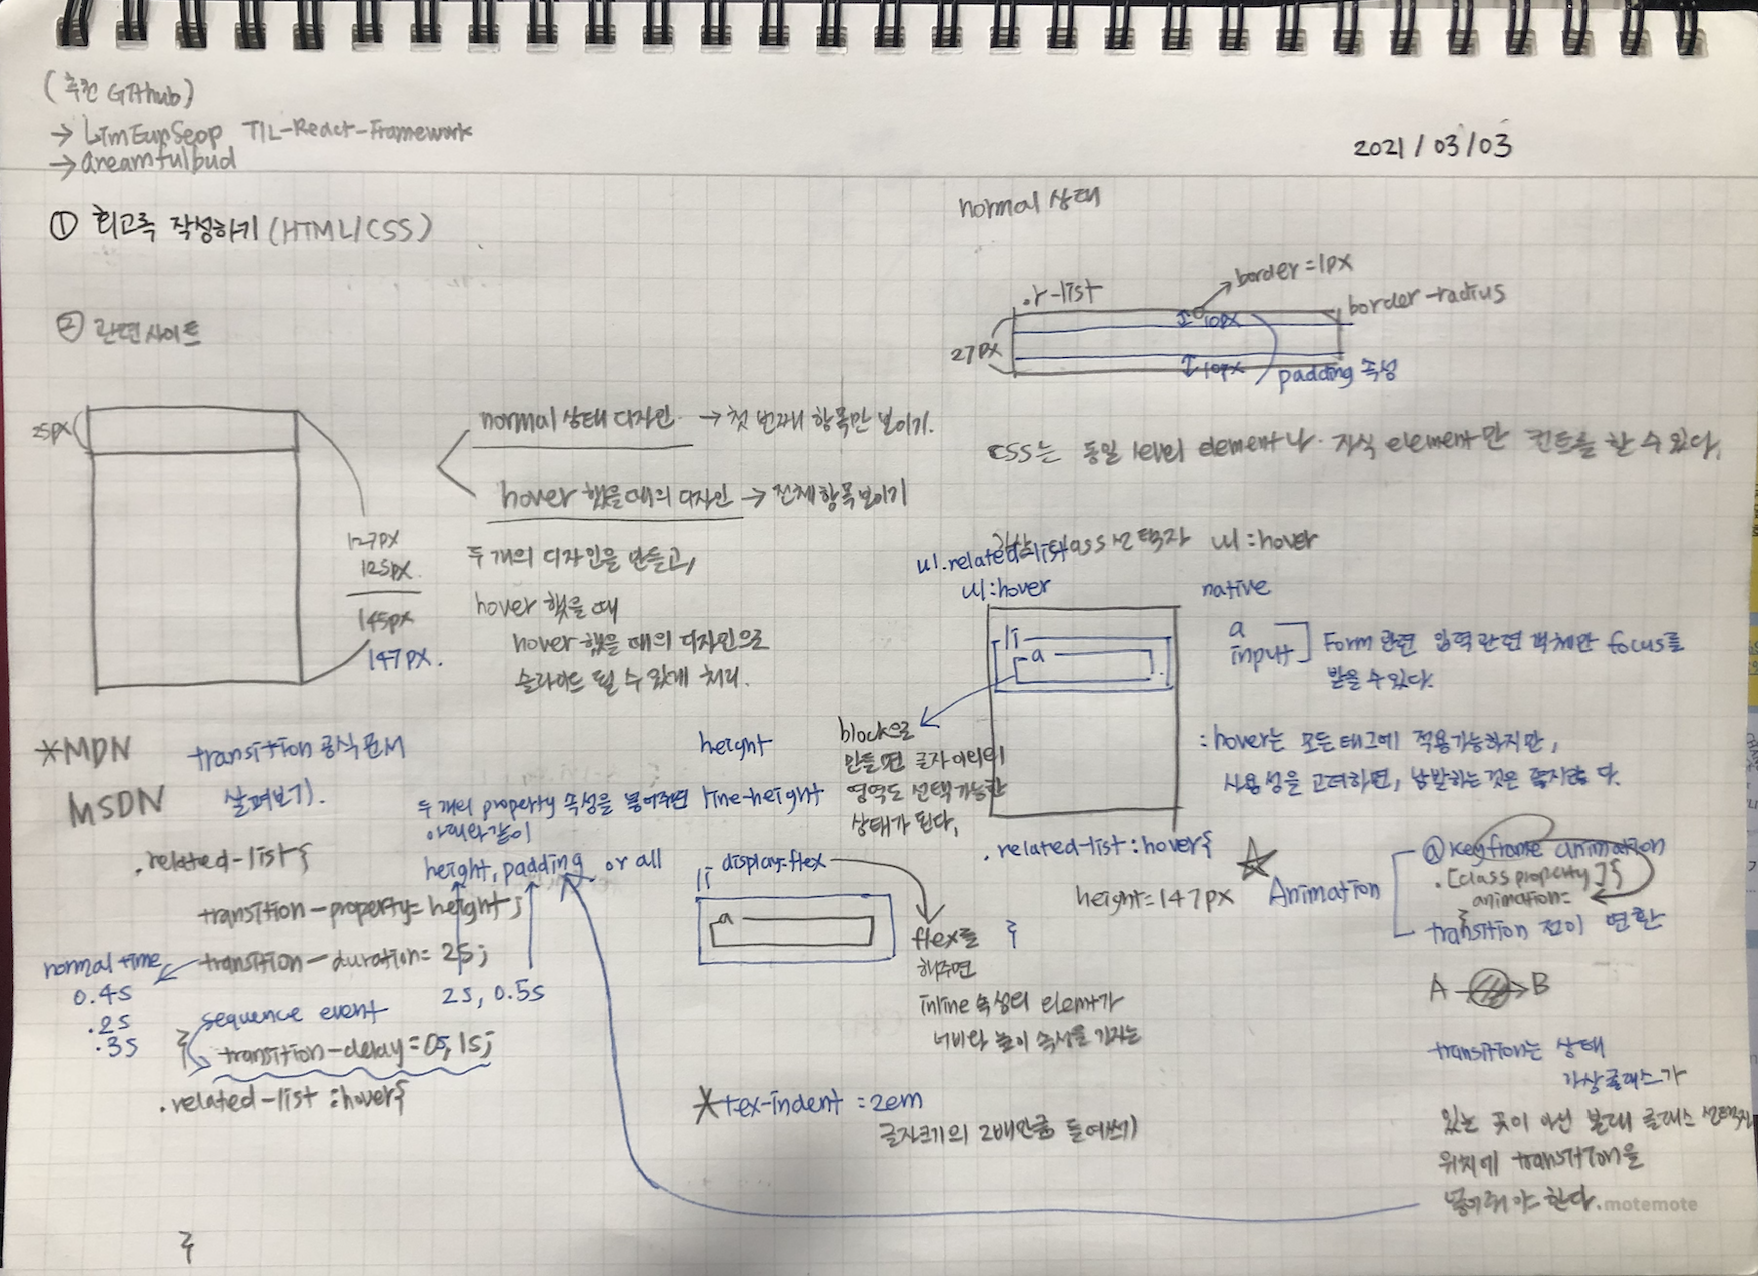 (추천 GitHub)
→ LimEunSeop TIL-React-Framework
→ areamfulbud
2021/03/03
① 회고록 작성하기 (HTML/CSS)
② 관련사이트
25px
127px
125px
145px
147px.
normal 상태 디자인 → 첫 번째 항목만 보이기.
hover 했을 때의 디자인 → 전체 항목 보이기
두 개의 디자인을 만들고,
hover 했을 때
hover 했을 때의 디자인으로
슬라이드 될 수 있게 처리.
normal 상태
.r-list
border=1px
border-radius
27px
10px
10px
padding 속성
CSS는 동일 level element나 자식 element만 컨트롤 할 수 있다.
선택자 ul:hover
ul.related-list
ul:hover
li
a
native
a
input
Form 관련 입력 관련 객체만 focus를
받을 수 있다.
:hover는 모든 태그에 적용가능하지만,
사용성을 고려하면, 남발하는 것은 다.
block으로
만들면 글자 이외의
영역도 선택가능한
상태가 된다.
*MDN
MSDN
transition 공식문서
살펴보기.
height
line-height
두 개의 property 속성을 붙여주면
아래와같이
height, padding or all
.related-list{
transition-property=height;
transition-duration=2s;
2s, 0.5s
normal time
0.4s
.2s
.3s
sequence event
transition-delay=0s, 1s;
}
.related-list:hover{
}
li display=flex
a
flex를
해주면
inline 속성의 elemt가
너비와 높이 속성을 가지는
*tex-indent=2em
글자크기의 2배만큼 들여쓰기
.related-list:hover{
height=147px
}
☆
Animation
@keyframe animation
.[class property]{
animation=
}
transition 전이 변환
A → B
transition는 상태
가상클래스가
있는 곳이 아닌 본래 클래스 선택자
위치에 transition을
넣어줘야 한다.
motemote